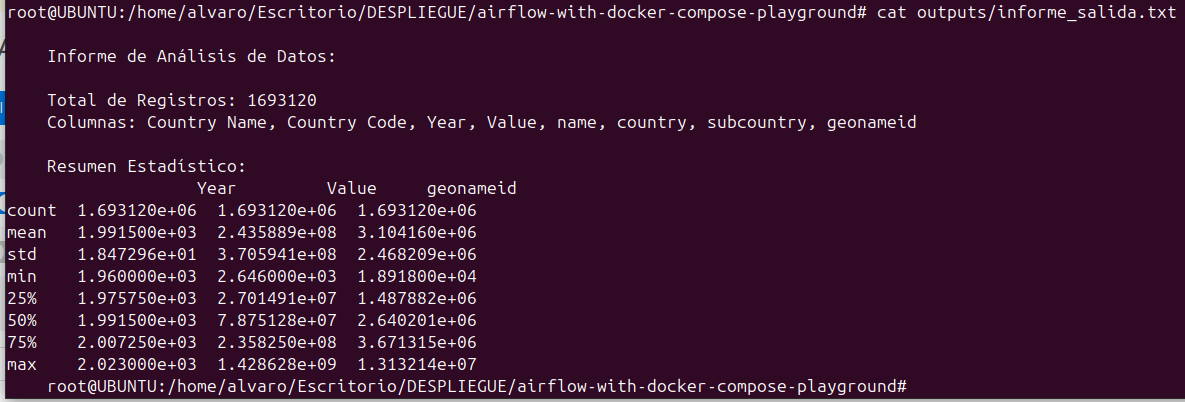 root@UBUNTU:/home/alvaro/Escritorio/DESPLIEGUE/airflow-with-docker-compose-playground# cat outputs/informe_salida.txt
Informe de Análisis de Datos:
Total de Registros: 1693120
Columnas: Country Name, Country Code, Year, Value, name, country, subcountry, geonameid
Resumen Estadístico:
Year Value geonameid
count 1.693120e+06 1.693120e+06 1.693120e+06
mean 1.991500e+03 2.435889e+08 3.104160e+06
std 1.847296e+01 3.705941e+08 2.468209e+06
min 1.960000e+03 2.646000e+03 1.891800e+04
25% 1.975750e+03 2.701491e+07 1.487882e+06
50% 1.991500e+03 7.875128e+07 2.640201e+06
75% 2.007250e+03 2.358250e+08 3.671315e+06
max 2.023000e+03 1.428628e+09 1.313214e+07
root@UBUNTU:/home/alvaro/Escritorio/DESPLIEGUE/airflow-with-docker-compose-playground#